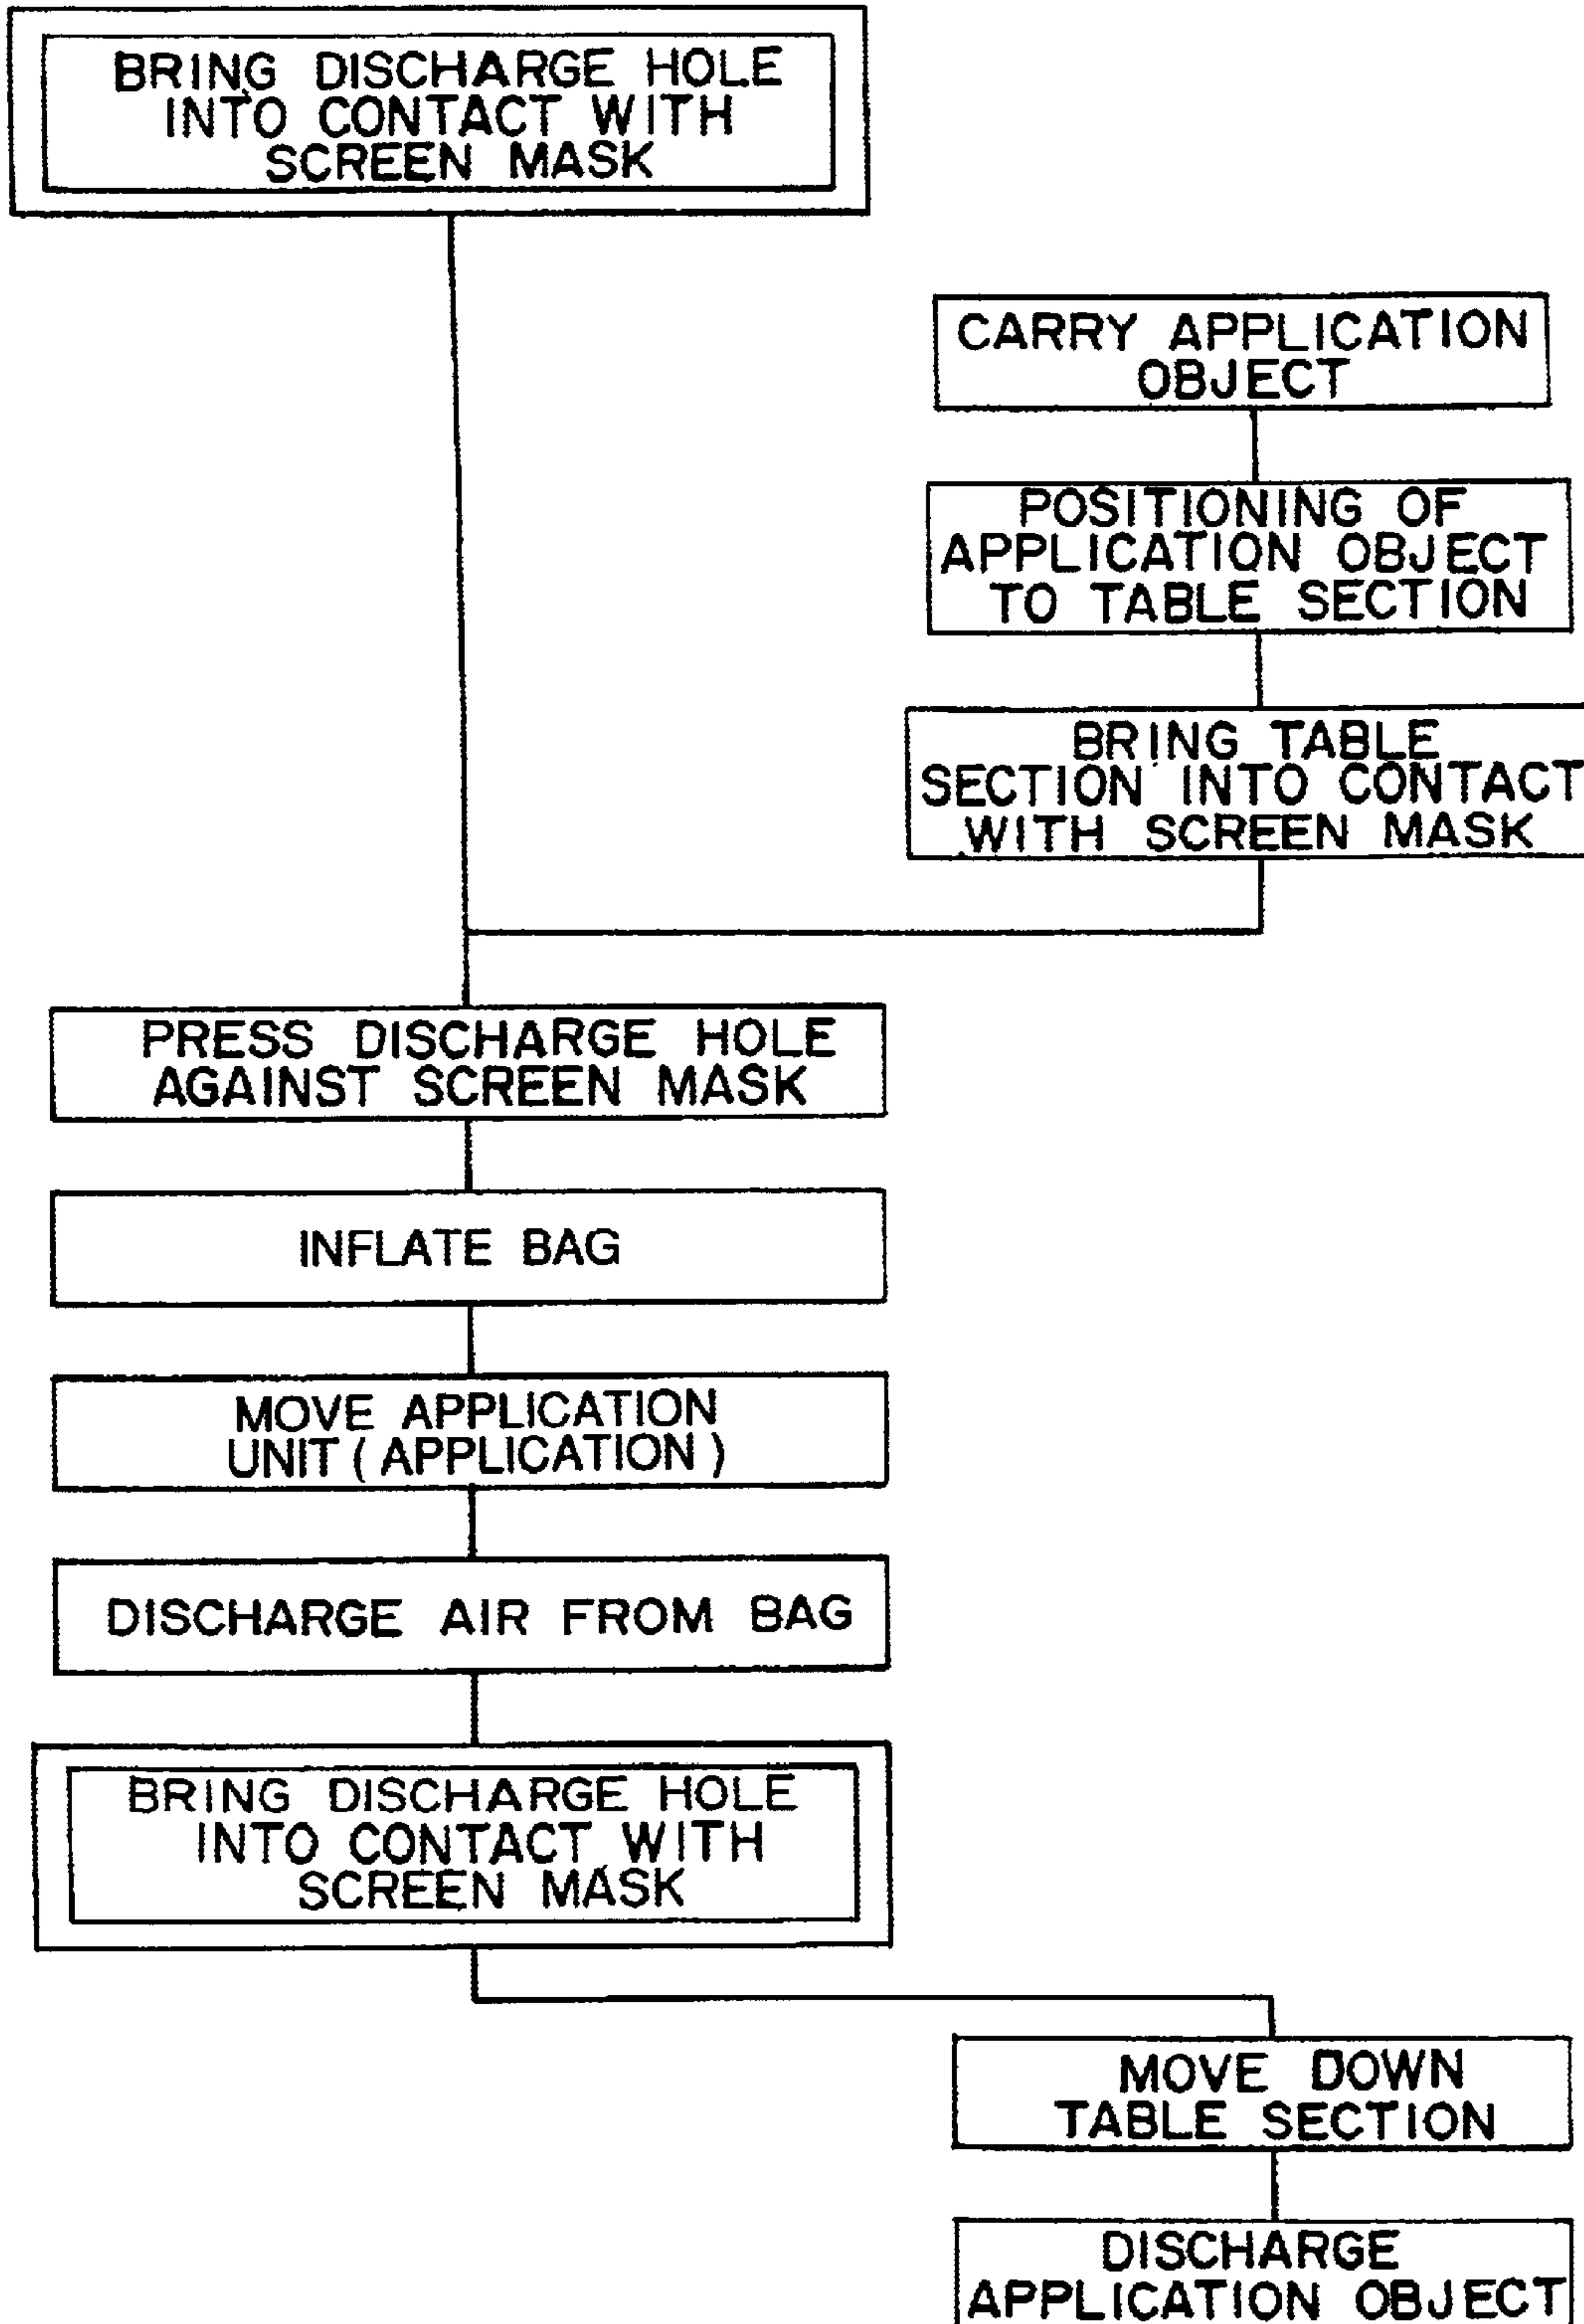 BRING DISCHARGE HOLE
INTO CONTACT WITH
SCREEN MASK
CARRY APPLICATION
OBJECT
POSITIONING OF
APPLICATION OBJECT
TO TABLE SECTION
BRING TABLE
SECTION INTO CONTACT
WITH SCREEN MASK
PRESS DISCHARGE HOLE
AGAINST SCREEN MASK
INFLATE BAG
MOVE APPLICATION
UNIT (APPLICATION)
DISCHARGE AIR FROM BAG
BRING DISCHARGE HOLE
INTO CONTACT WITH
SCREEN MASK
MOVE DOWN
TABLE SECTION
DISCHARGE
APPLICATION OBJECT